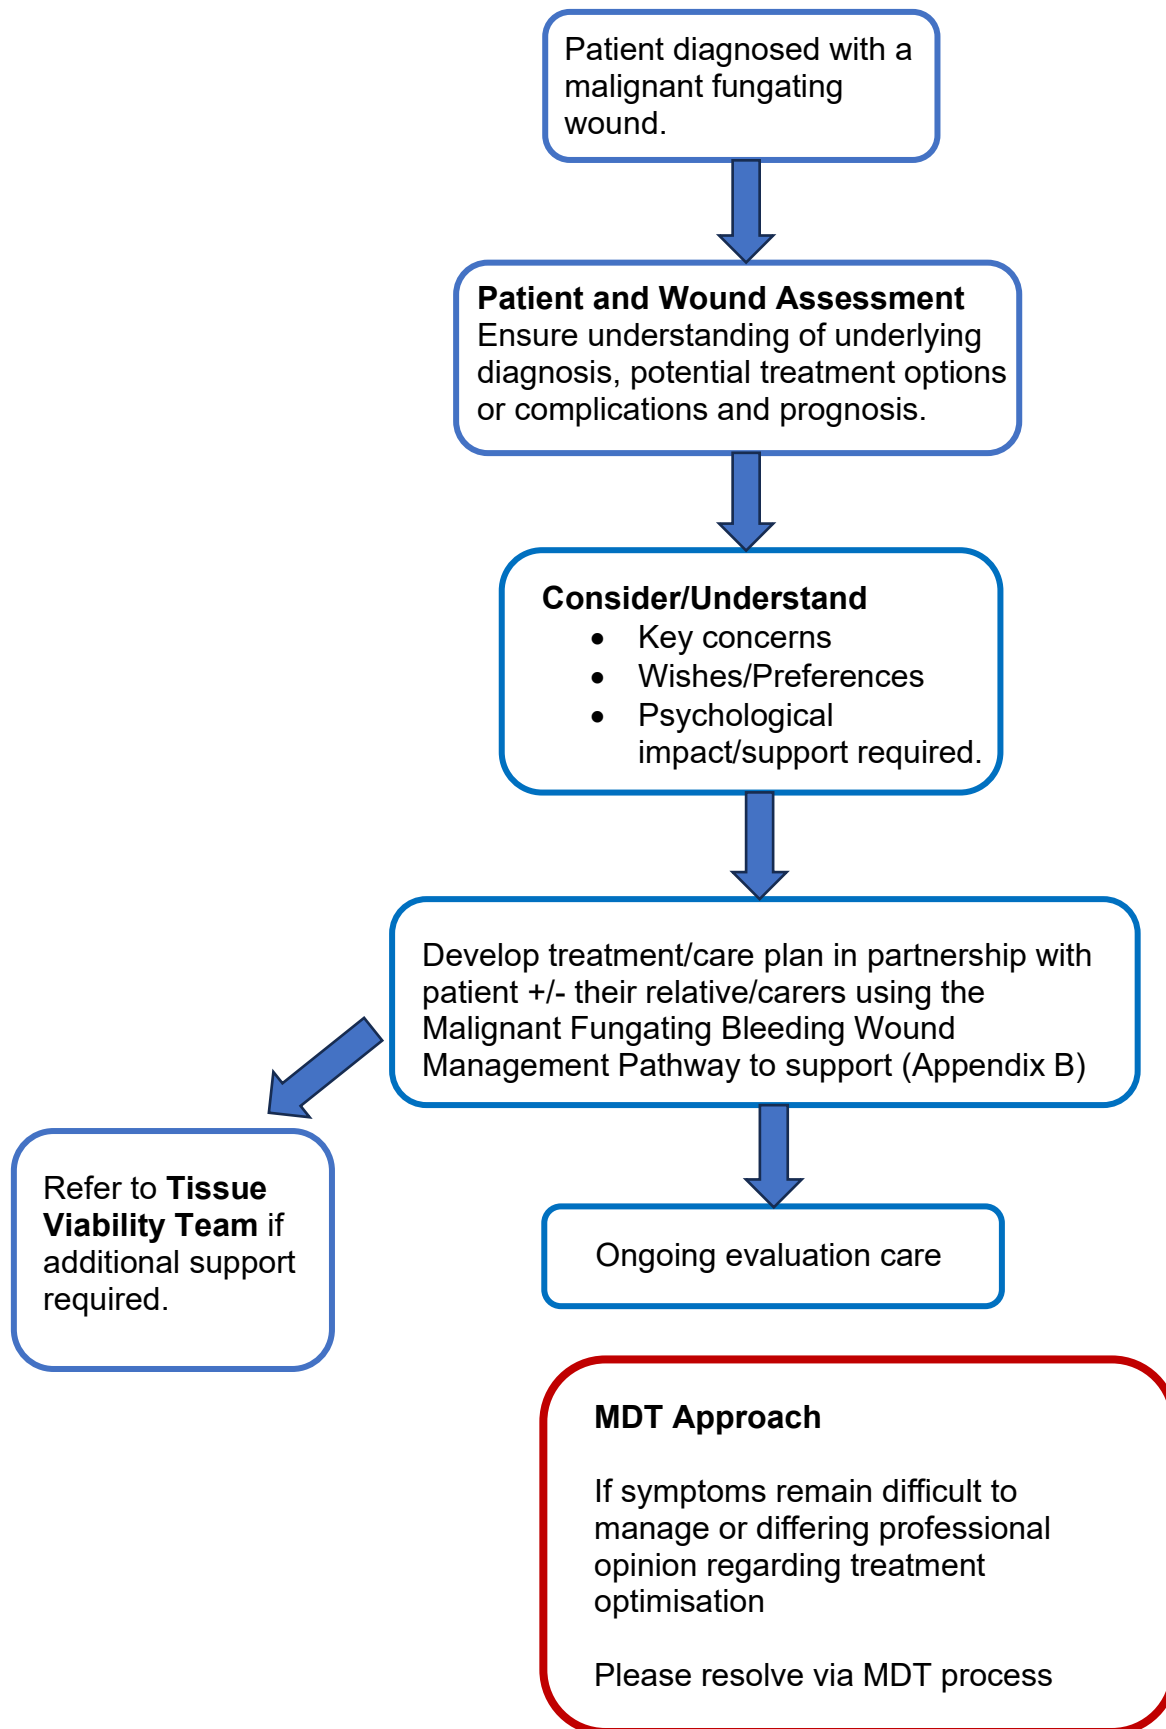 Patient diagnosed with a
malignant fungating
wound.
Patient and Wound Assessment
Ensure understanding of underlying
diagnosis, potential treatment options
or complications and prognosis.
Consider/Understand
• Key concerns
• Wishes/Preferences
• Psychological
impact/support required.
Develop treatment/care plan in partnership with
patient +/- their relative/carers using the
Malignant Fungating Bleeding Wound
Management Pathway to support (Appendix B)
Refer to Tissue
Viability Team if
additional support
required.
Ongoing evaluation care
MDT Approach
If symptoms remain difficult to
manage or differing professional
opinion regarding treatment
optimisation
Please resolve via MDT process